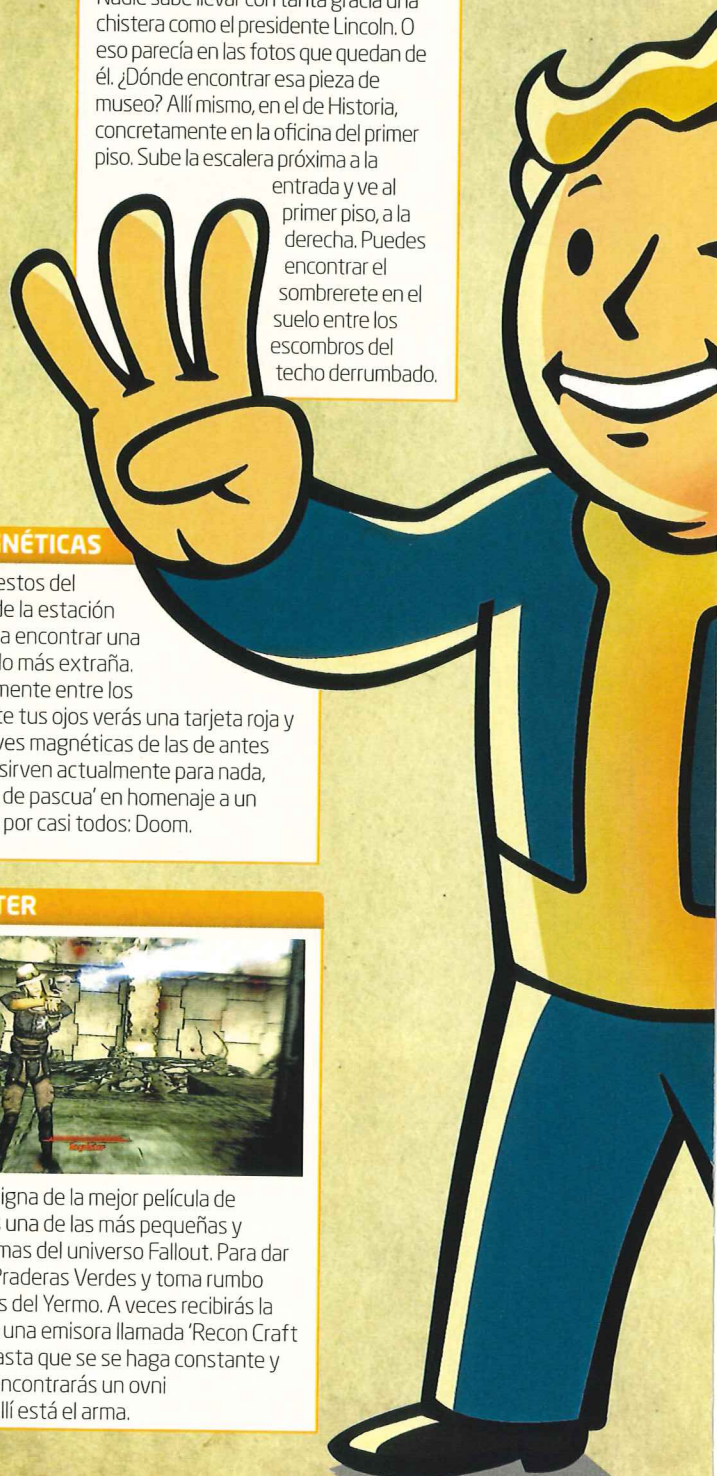 Nadie sabe llevar con tanta gracia una
chistera como el presidente Lincoln. O
eso parecía en las fotos que quedan de
él. ¿Dónde encontrar esa pieza de
museo? Allí mismo, en el de Historia,
concretamente en la oficina del primer
piso. Sube la escalera próxima a la
entrada y ve al
primer piso, a la
derecha. Puedes
encontrar el
sombrerete en el
suelo entre los
escombros del
techo derrumbado.
NÉTICAS
estos del
de la estación
a encontrar una
lo más extraña.
mente entre los
te tus ojos verás una tarjeta roja y
ves magnéticas de las de antes
sirven actualmente para nada,
de pascua' en homenaje a un
por casi todos: Doom.
TER
igna de la mejor película de
una de las más pequeñas y
mas del universo Fallout. Para dar
Praderas Verdes y toma rumbo
s del Yermo. A veces recibirás la
una emisora llamada 'Recon Craft
asta que se se haga constante y
encontrarás un ovni
llí está el arma.